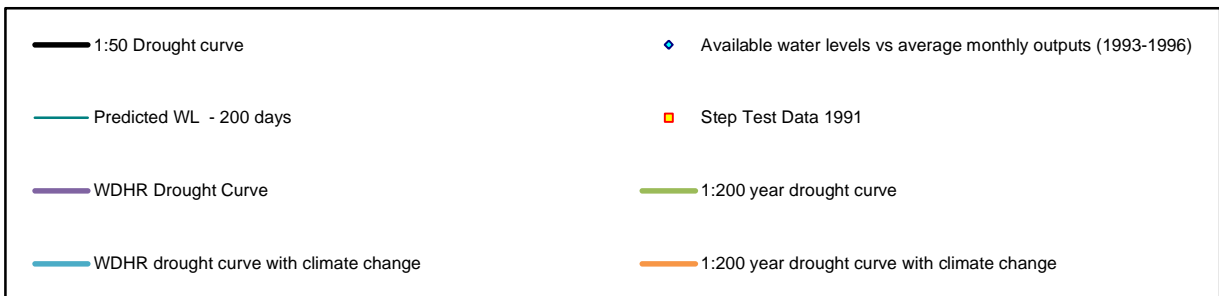 1:50 Drought curve
Available water levels vs average monthly outputs (1993-1996)
Predicted WL - 200 days
Step Test Data 1991
WDHR Drought Curve
1:200 year drought curve
WDHR drought curve with climate change
1:200 year drought curve with climate change